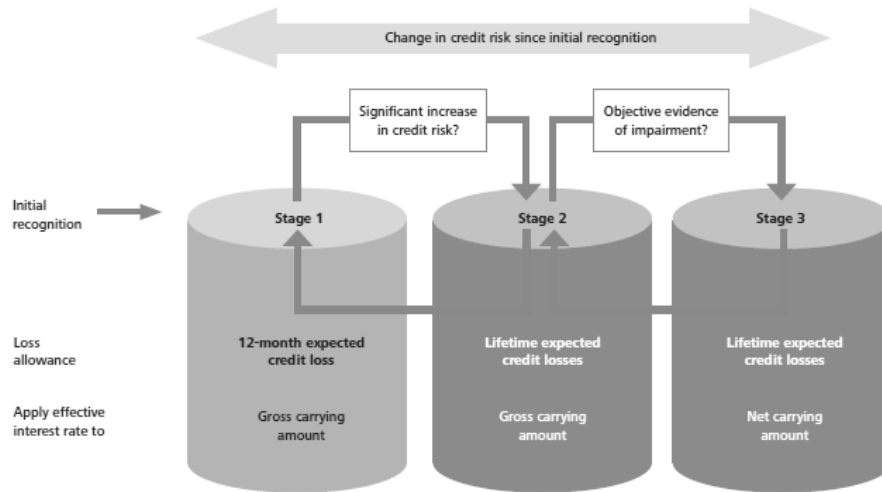 Change in credit risk since initial recognition
Significant increase
in credit risk?
Objective evidence
of impairment?
Initial
recognition
Stage 1
Stage 2
Stage 3
Loss
allowance
12-month expected
credit loss
Lifetime expected
credit losses
Lifetime expected
credit losses
Apply effective
interest rate to
Gross carrying
amount
Gross carrying
amount
Net carrying
amount